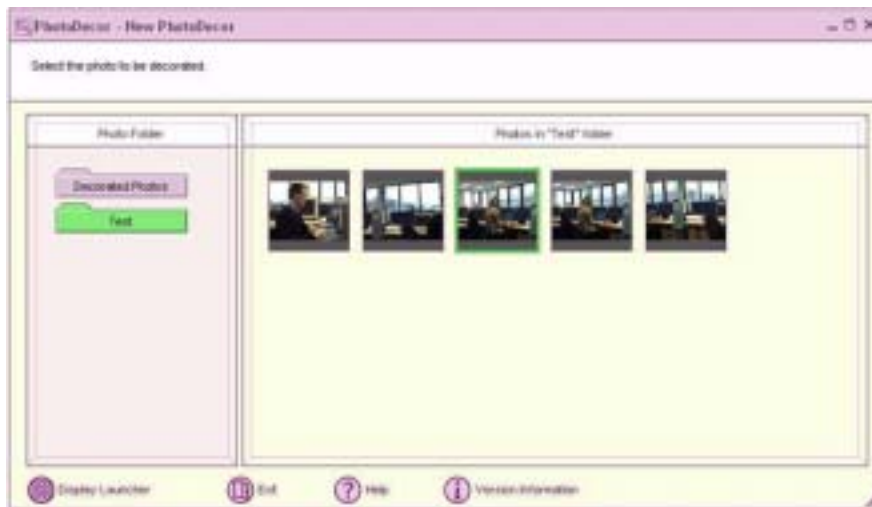 PhotoDecor - New PhotoDecor
Select the photo to be decorated.
Photo Folder
Photos in "Test" folder
Decorated Photos
Test
Display Launcher
Exit
Help
Version Information